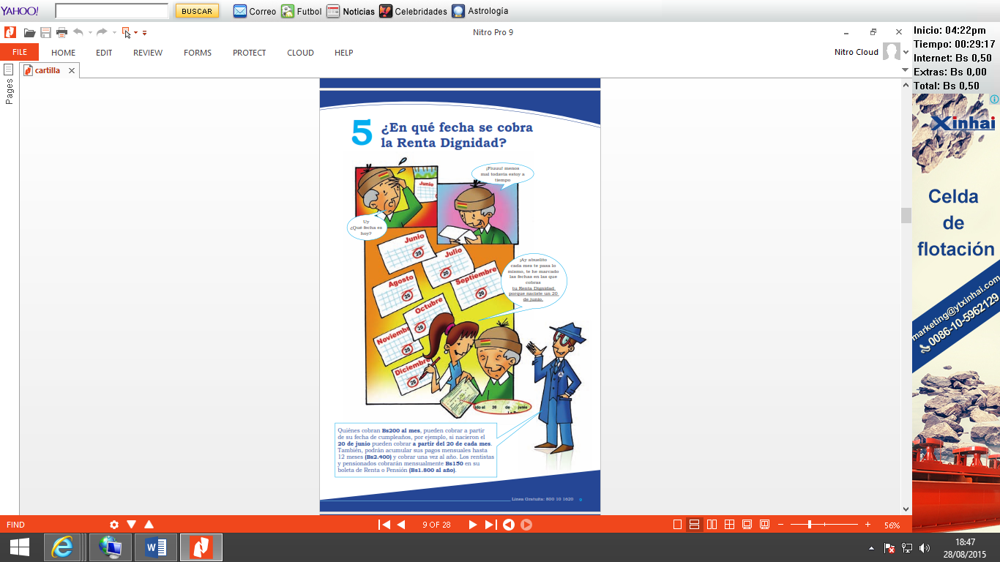 YAHOO!
BUSCAR
Correo
Futbol
Noticias
Celebridades
Astrología
Nitro Pro 9
FILE
HOME
EDIT
REVIEW
FORMS
PROTECT
CLOUD
HELP
Nitro Cloud
Inicio: 04:22pm
Tiempo: 00:29:17
Internet: Bs 0,50
Extras: Bs 0,00
Total: Bs 0,50
cartilla
Pages
5
¿En qué fecha se cobra
la Renta Dignidad?
Junio
¡Fiuuu! menos
mal todavía estoy a
tiempo
Uy
¿Qué fecha es
hoy?
Junio
20
Julio
20
Agosto
20
Septiembre
20
Octubre
20
Noviembre
20
Diciembre
20
¡Ay abuelito
cada mes te pasa lo
mismo, te he marcado
las fechas en las que
cobras
tu Renta Dignidad
porque naciste un 20
de junio.
ido el 20 de junio
Quiénes cobran Bs200 al mes, pueden cobrar a partir
de su fecha de cumpleaños, por ejemplo, si nacieron el
20 de junio pueden cobrar a partir del 20 de cada mes.
También, podrán acumular sus pagos mensuales hasta
12 meses (Bs2.400) y cobrar una vez al año. Los rentistas
y pensionados cobrarán mensualmente Bs150 en su
boleta de Renta o Pensión (Bs1.800 al año).
Línea Gratuita: 800 10 1620
Xinhai
Celda
de
flotación
marketing@ytxinhai.com
0086-10-5962129
FIND
9 OF 28
56%
18:47
28/08/2015